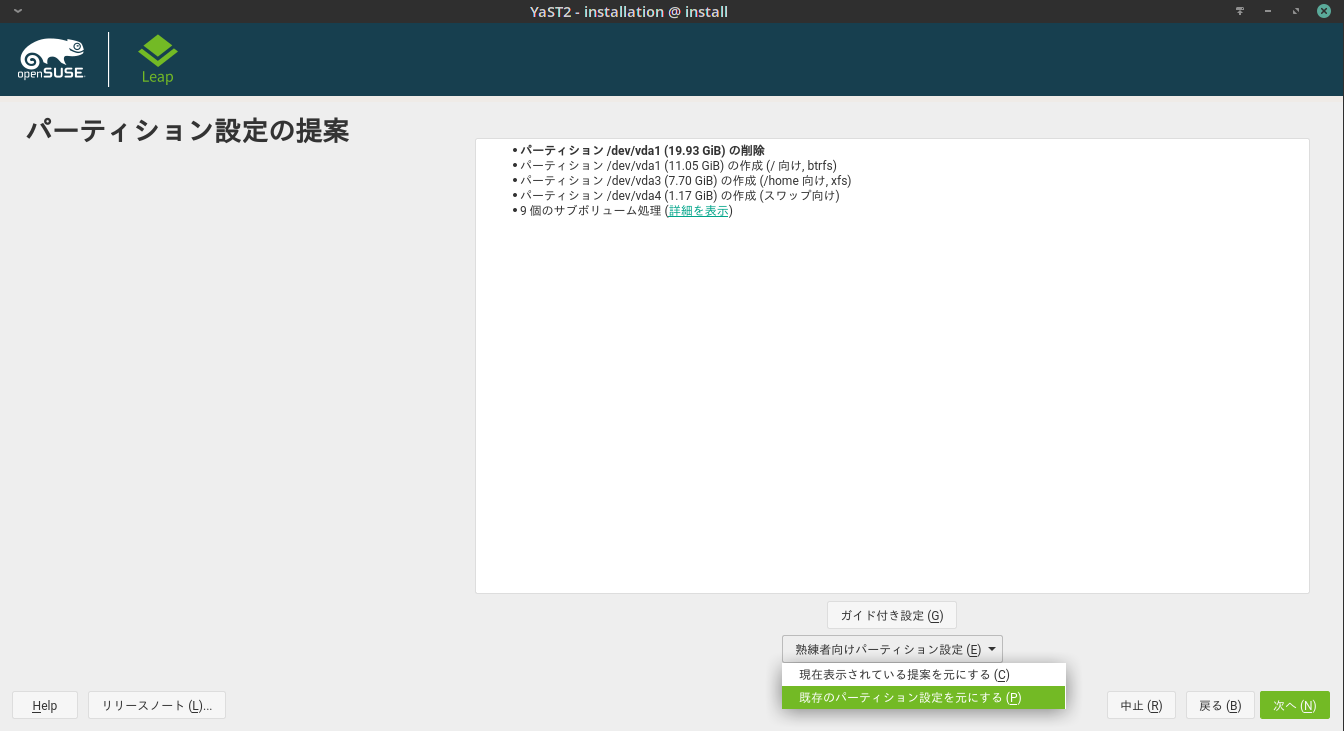 YaST2 - installation @ install
openSUSE
Leap
パーティション設定の提案
• パーティション /dev/vda1 (19.93 GiB) の削除
• パーティション /dev/vda1 (11.05 GiB) の作成 (/ 向け, btrfs)
• パーティション /dev/vda3 (7.70 GiB) の作成 (/home 向け, xfs)
• パーティション /dev/vda4 (1.17 GiB) の作成 (スワップ向け)
• 9 個のサブボリューム処理 (詳細を表示)
ガイド付き設定 (G)
熟練者向けパーティション設定 (E)
現在表示されている提案を元にする (C)
既存のパーティション設定を元にする (P)
Help
リリースノート (L)...
中止 (R)
戻る (B)
次へ (N)